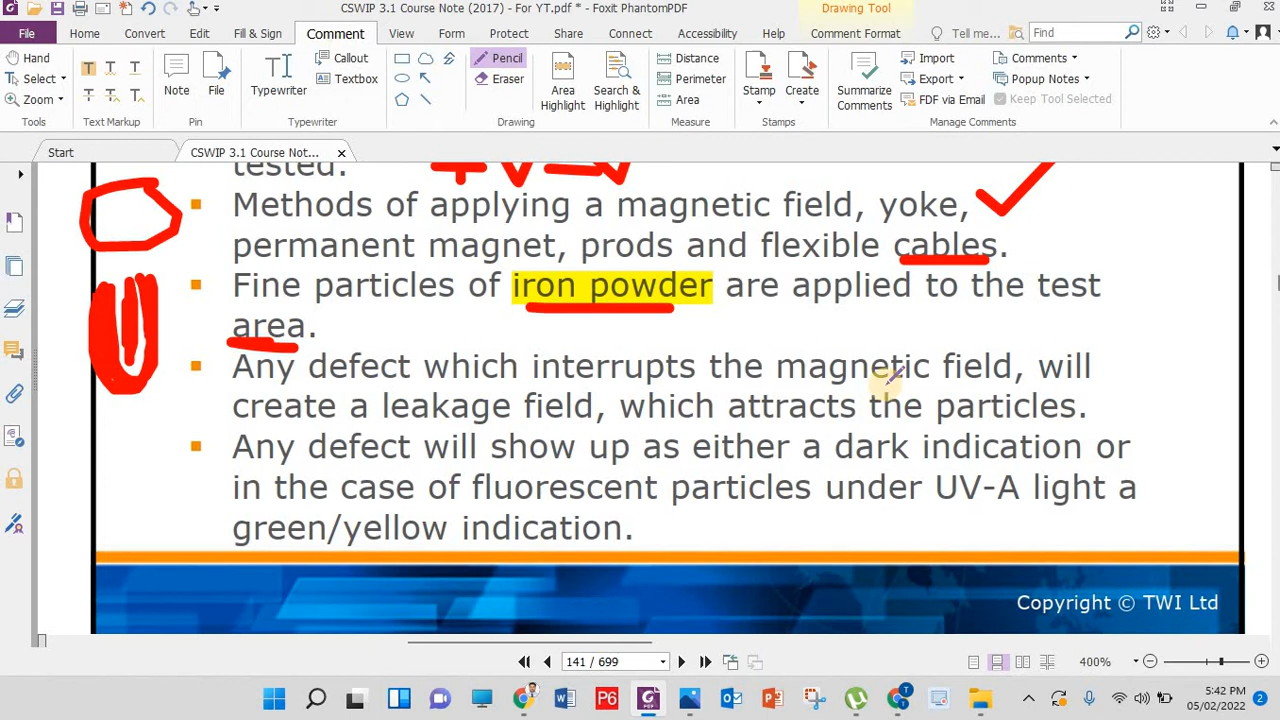 CSWIP 3.1 Course Note (2017) - For YT.* - Foxit PhantomPDF
Drawing Tool
File Home Convert Edit Fill & Sign Comment View Form Protect Share Connect Accessibility Help Comment Format Tell me... Find
Hand
Select
Zoom
Tools
Text Markup
Note
File
Pin
Typewriter
Callout
Textbox
Typewriter
Pencil
Eraser
Area Highlight
Search & Highlight
Drawing
Distance
Perimeter
Area
Measure
Stamp
Create
Stamps
Summarize Comments
Import
Export
FDF via Email
Comments
Popup Notes
Keep Tool Selected
Manage Comments
Start
CSWIP 3.1 Course Not...
tested.
Methods of applying a magnetic field, yoke,
permanent magnet, prods and flexible cables.
Fine particles of iron powder are applied to the test
area.
Any defect which interrupts the magnetic field, will
create a leakage field, which attracts the particles.
Any defect will show up as either a dark indication or
in the case of fluorescent particles under UV-A light a
green/yellow indication.
Copyright © TWI Ltd
141 / 699
400%
5:42 PM
05/02/2022